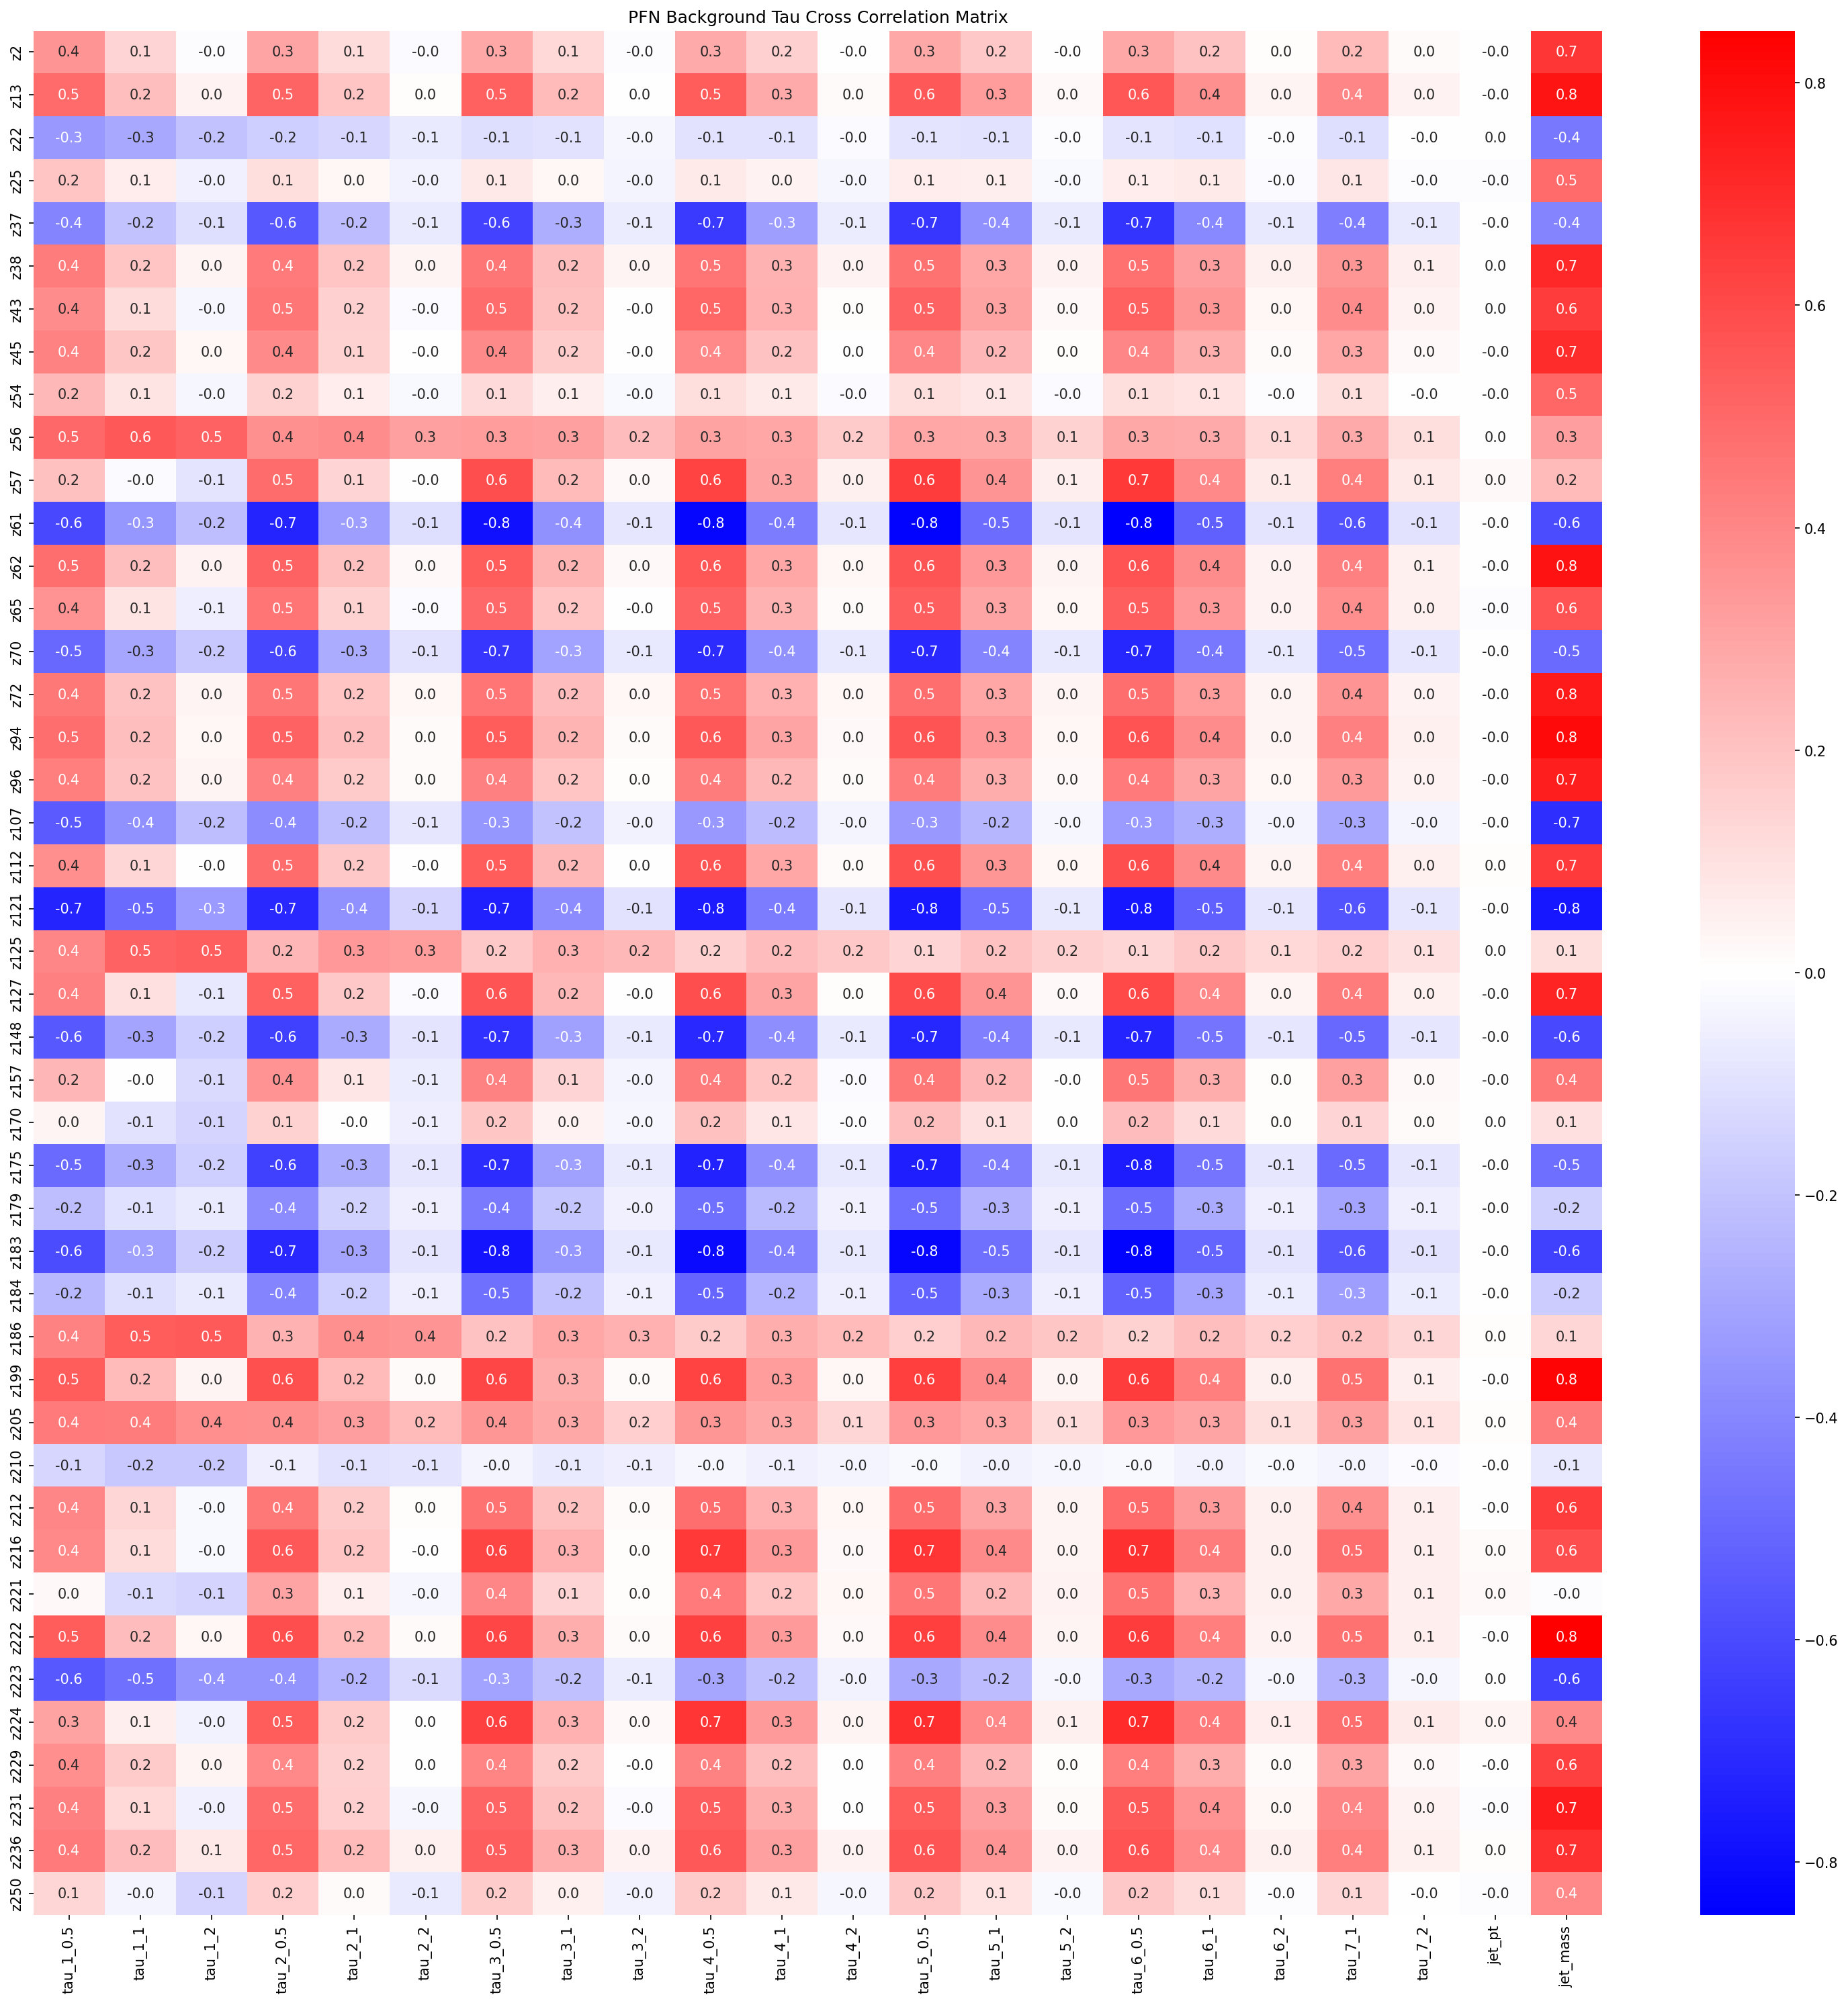 PFN Background Tau Cross Correlation Matrix
z2 0.4 0.1 -0.0 0.3 0.1 -0.0 0.3 0.1 -0.0 0.3 0.2 -0.0 0.3 0.2 -0.0 0.3 0.2 0.0 0.2 0.0 -0.0 0.7
z13 0.5 0.2 0.0 0.5 0.2 0.0 0.5 0.2 0.0 0.5 0.3 0.0 0.6 0.3 0.0 0.6 0.4 0.0 0.4 0.0 -0.0 0.8
z22 -0.3 -0.3 -0.2 -0.2 -0.1 -0.1 -0.1 -0.1 -0.0 -0.1 -0.1 -0.0 -0.1 -0.1 -0.0 -0.1 -0.1 -0.0 -0.1 -0.0 0.0 -0.4
z25 0.2 0.1 -0.0 0.1 0.0 -0.0 0.1 0.0 -0.0 0.1 0.0 -0.0 0.1 0.1 -0.0 0.1 0.1 -0.0 0.1 -0.0 -0.0 0.5
z37 -0.4 -0.2 -0.1 -0.6 -0.2 -0.1 -0.6 -0.3 -0.1 -0.7 -0.3 -0.1 -0.7 -0.4 -0.1 -0.7 -0.4 -0.1 -0.4 -0.1 -0.0 -0.4
z38 0.4 0.2 0.0 0.4 0.2 0.0 0.4 0.2 0.0 0.5 0.3 0.0 0.5 0.3 0.0 0.5 0.3 0.0 0.3 0.1 0.0 0.7
z43 0.4 0.1 -0.0 0.5 0.2 -0.0 0.5 0.2 -0.0 0.5 0.3 0.0 0.5 0.3 0.0 0.5 0.3 0.0 0.4 0.0 0.0 0.6
z45 0.4 0.2 0.0 0.4 0.1 -0.0 0.4 0.2 -0.0 0.4 0.2 0.0 0.4 0.2 0.0 0.4 0.3 0.0 0.3 0.0 -0.0 0.7
z54 0.2 0.1 -0.0 0.2 0.1 -0.0 0.1 0.1 -0.0 0.1 0.1 -0.0 0.1 0.1 -0.0 0.1 0.1 -0.0 0.1 -0.0 -0.0 0.5
z56 0.5 0.6 0.5 0.4 0.4 0.3 0.3 0.3 0.2 0.3 0.3 0.2 0.3 0.3 0.1 0.3 0.3 0.1 0.3 0.1 0.0 0.3
z57 0.2 -0.0 -0.1 0.5 0.1 -0.0 0.6 0.2 0.0 0.6 0.3 0.0 0.6 0.4 0.1 0.7 0.4 0.1 0.4 0.1 0.0 0.2
z61 -0.6 -0.3 -0.2 -0.7 -0.3 -0.1 -0.8 -0.4 -0.1 -0.8 -0.4 -0.1 -0.8 -0.5 -0.1 -0.8 -0.5 -0.1 -0.6 -0.1 -0.0 -0.6
z62 0.5 0.2 0.0 0.5 0.2 0.0 0.5 0.2 0.0 0.6 0.3 0.0 0.6 0.3 0.0 0.6 0.4 0.0 0.4 0.1 -0.0 0.8
z65 0.4 0.1 -0.1 0.5 0.1 -0.0 0.5 0.2 -0.0 0.5 0.3 0.0 0.5 0.3 0.0 0.5 0.3 0.0 0.4 0.0 -0.0 0.6
z70 -0.5 -0.3 -0.2 -0.6 -0.3 -0.1 -0.7 -0.3 -0.1 -0.7 -0.4 -0.1 -0.7 -0.4 -0.1 -0.7 -0.4 -0.1 -0.5 -0.1 -0.0 -0.5
z72 0.4 0.2 0.0 0.5 0.2 0.0 0.5 0.2 0.0 0.5 0.3 0.0 0.5 0.3 0.0 0.5 0.3 0.0 0.4 0.0 -0.0 0.8
z94 0.5 0.2 0.0 0.5 0.2 0.0 0.5 0.2 0.0 0.6 0.3 0.0 0.6 0.3 0.0 0.6 0.4 0.0 0.4 0.0 -0.0 0.8
z96 0.4 0.2 0.0 0.4 0.2 0.0 0.4 0.2 0.0 0.4 0.2 0.0 0.4 0.3 0.0 0.4 0.3 0.0 0.3 0.0 -0.0 0.7
z107 -0.5 -0.4 -0.2 -0.4 -0.2 -0.1 -0.3 -0.2 -0.0 -0.3 -0.2 -0.0 -0.3 -0.2 -0.0 -0.3 -0.3 -0.0 -0.3 -0.0 -0.0 -0.7
z112 0.4 0.1 -0.0 0.5 0.2 -0.0 0.5 0.2 0.0 0.6 0.3 0.0 0.6 0.3 0.0 0.6 0.4 0.0 0.4 0.0 0.0 0.7
z121 -0.7 -0.5 -0.3 -0.7 -0.4 -0.1 -0.7 -0.4 -0.1 -0.8 -0.4 -0.1 -0.8 -0.5 -0.1 -0.8 -0.5 -0.1 -0.6 -0.1 -0.0 -0.8
z125 0.4 0.5 0.5 0.2 0.3 0.3 0.2 0.3 0.2 0.2 0.2 0.2 0.1 0.2 0.2 0.1 0.2 0.1 0.2 0.1 0.0 0.1
z127 0.4 0.1 -0.1 0.5 0.2 -0.0 0.6 0.2 -0.0 0.6 0.3 0.0 0.6 0.4 0.0 0.6 0.4 0.0 0.4 0.0 -0.0 0.7
z148 -0.6 -0.3 -0.2 -0.6 -0.3 -0.1 -0.7 -0.3 -0.1 -0.7 -0.4 -0.1 -0.7 -0.4 -0.1 -0.7 -0.5 -0.1 -0.5 -0.1 -0.0 -0.6
z157 0.2 -0.0 -0.1 0.4 0.1 -0.1 0.4 0.1 -0.0 0.4 0.2 -0.0 0.4 0.2 -0.0 0.5 0.3 0.0 0.3 0.0 -0.0 0.4
z170 0.0 -0.1 -0.1 0.1 -0.0 -0.1 0.2 0.0 -0.0 0.2 0.1 -0.0 0.2 0.1 0.0 0.2 0.1 0.0 0.1 0.0 0.0 0.1
z175 -0.5 -0.3 -0.2 -0.6 -0.3 -0.1 -0.7 -0.3 -0.1 -0.7 -0.4 -0.1 -0.7 -0.4 -0.1 -0.8 -0.5 -0.1 -0.5 -0.1 -0.0 -0.5
z179 -0.2 -0.1 -0.1 -0.4 -0.2 -0.1 -0.4 -0.2 -0.0 -0.5 -0.2 -0.1 -0.5 -0.3 -0.1 -0.5 -0.3 -0.1 -0.3 -0.1 -0.0 -0.2
z183 -0.6 -0.3 -0.2 -0.7 -0.3 -0.1 -0.8 -0.3 -0.1 -0.8 -0.4 -0.1 -0.8 -0.5 -0.1 -0.8 -0.5 -0.1 -0.6 -0.1 -0.0 -0.6
z184 -0.2 -0.1 -0.1 -0.4 -0.2 -0.1 -0.5 -0.2 -0.1 -0.5 -0.2 -0.1 -0.5 -0.3 -0.1 -0.5 -0.3 -0.1 -0.3 -0.1 -0.0 -0.2
z186 0.4 0.5 0.5 0.3 0.4 0.4 0.2 0.3 0.3 0.2 0.3 0.2 0.2 0.2 0.2 0.2 0.2 0.2 0.2 0.1 0.0 0.1
z199 0.5 0.2 0.0 0.6 0.2 0.0 0.6 0.3 0.0 0.6 0.3 0.0 0.6 0.4 0.0 0.6 0.4 0.0 0.5 0.1 -0.0 0.8
z205 0.4 0.4 0.4 0.4 0.3 0.2 0.4 0.3 0.2 0.3 0.3 0.1 0.3 0.3 0.1 0.3 0.3 0.1 0.3 0.1 0.0 0.4
z210 -0.1 -0.2 -0.2 -0.1 -0.1 -0.1 -0.0 -0.1 -0.1 -0.0 -0.1 -0.0 -0.0 -0.0 -0.0 -0.0 -0.0 -0.0 -0.0 -0.0 -0.0 -0.1
z212 0.4 0.1 -0.0 0.4 0.2 0.0 0.5 0.2 0.0 0.5 0.3 0.0 0.5 0.3 0.0 0.5 0.3 0.0 0.4 0.1 -0.0 0.6
z216 0.4 0.1 -0.0 0.6 0.2 -0.0 0.6 0.3 0.0 0.7 0.3 0.0 0.7 0.4 0.0 0.7 0.4 0.0 0.5 0.1 0.0 0.6
z221 0.0 -0.1 -0.1 0.3 0.1 -0.0 0.4 0.1 0.0 0.4 0.2 0.0 0.5 0.2 0.0 0.5 0.3 0.0 0.3 0.1 0.0 -0.0
z222 0.5 0.2 0.0 0.6 0.2 0.0 0.6 0.3 0.0 0.6 0.3 0.0 0.6 0.4 0.0 0.6 0.4 0.0 0.5 0.1 -0.0 0.8
z223 -0.6 -0.5 -0.4 -0.4 -0.2 -0.1 -0.3 -0.2 -0.1 -0.3 -0.2 -0.0 -0.3 -0.2 -0.0 -0.3 -0.2 -0.0 -0.3 -0.0 0.0 -0.6
z224 0.3 0.1 -0.0 0.5 0.2 0.0 0.6 0.3 0.0 0.7 0.3 0.0 0.7 0.4 0.1 0.7 0.4 0.1 0.5 0.1 0.0 0.4
z229 0.4 0.2 0.0 0.4 0.2 0.0 0.4 0.2 -0.0 0.4 0.2 0.0 0.4 0.2 0.0 0.4 0.3 0.0 0.3 0.0 -0.0 0.6
z231 0.4 0.1 -0.0 0.5 0.2 -0.0 0.5 0.2 -0.0 0.5 0.3 0.0 0.5 0.3 0.0 0.5 0.4 0.0 0.4 0.0 -0.0 0.7
z236 0.4 0.2 0.1 0.5 0.2 0.0 0.5 0.3 0.0 0.6 0.3 0.0 0.6 0.4 0.0 0.6 0.4 0.0 0.4 0.1 0.0 0.7
z250 0.1 -0.0 -0.1 0.2 0.0 -0.1 0.2 0.0 -0.0 0.2 0.1 -0.0 0.2 0.1 -0.0 0.2 0.1 -0.0 0.1 -0.0 -0.0 0.4
tau_1_0.5 tau_1_1 tau_1_2 tau_2_0.5 tau_2_1 tau_2_2 tau_3_0.5 tau_3_1 tau_3_2 tau_4_0.5 tau_4_1 tau_4_2 tau_5_0.5 tau_5_1 tau_5_2 tau_6_0.5 tau_6_1 tau_6_2 tau_7_1 tau_7_2 jet_pt jet_mass
0.8
0.6
0.4
0.2
0.0
−0.2
−0.4
−0.6
−0.8